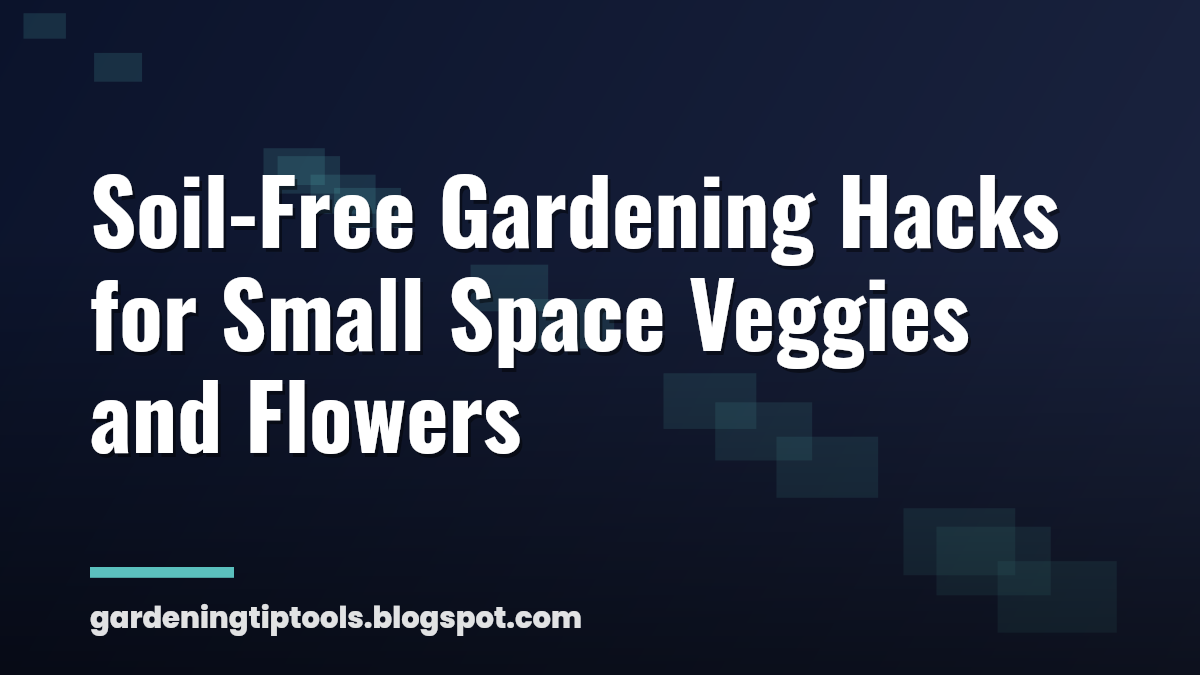 Soil-Free Gardening Hacks
for Small Space Veggies
and Flowers
gardeningtiptools.blogspot.com